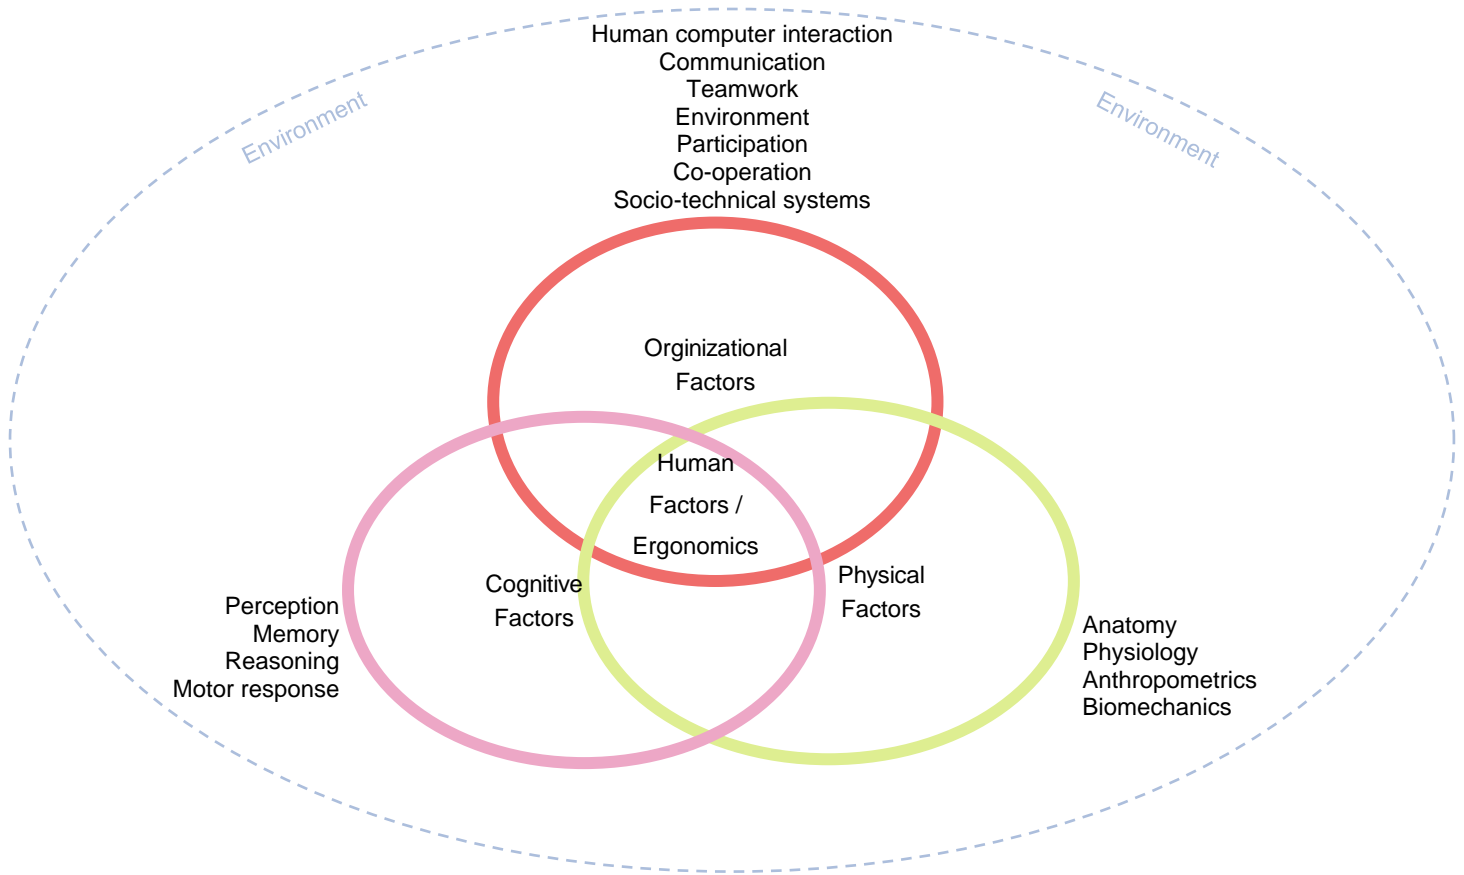 Human computer interaction
Communication
Teamwork
Environment
Participation
Co-operation
Socio-technical systems
Environment
Environment
Orginizational
Factors
Human
Factors /
Ergonomics
Cognitive
Factors
Physical
Factors
Perception
Memory
Reasoning
Motor response
Anatomy
Physiology
Anthropometrics
Biomechanics